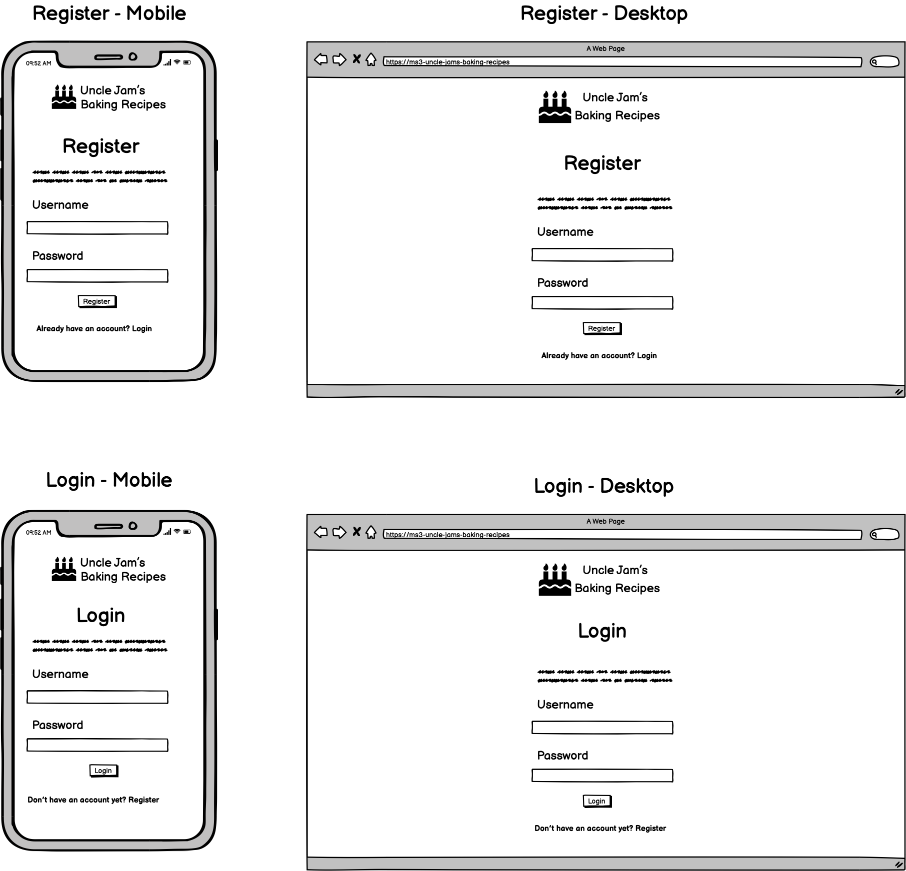 Register - Mobile
09:52 AM
Uncle Jam's
Baking Recipes
Register
Username
Password
Register
Already have an account? Login
Register - Desktop
A Web Page
https://ms3-uncle-jams-baking-recipes
Uncle Jam's
Baking Recipes
Register
Username
Password
Register
Already have an account? Login
Login - Mobile
09:52 AM
Uncle Jam's
Baking Recipes
Login
Username
Password
Login
Don't have an account yet? Register
Login - Desktop
A Web Page
https://ms3-uncle-jams-baking-recipes
Uncle Jam's
Baking Recipes
Login
Username
Password
Login
Don't have an account yet? Register